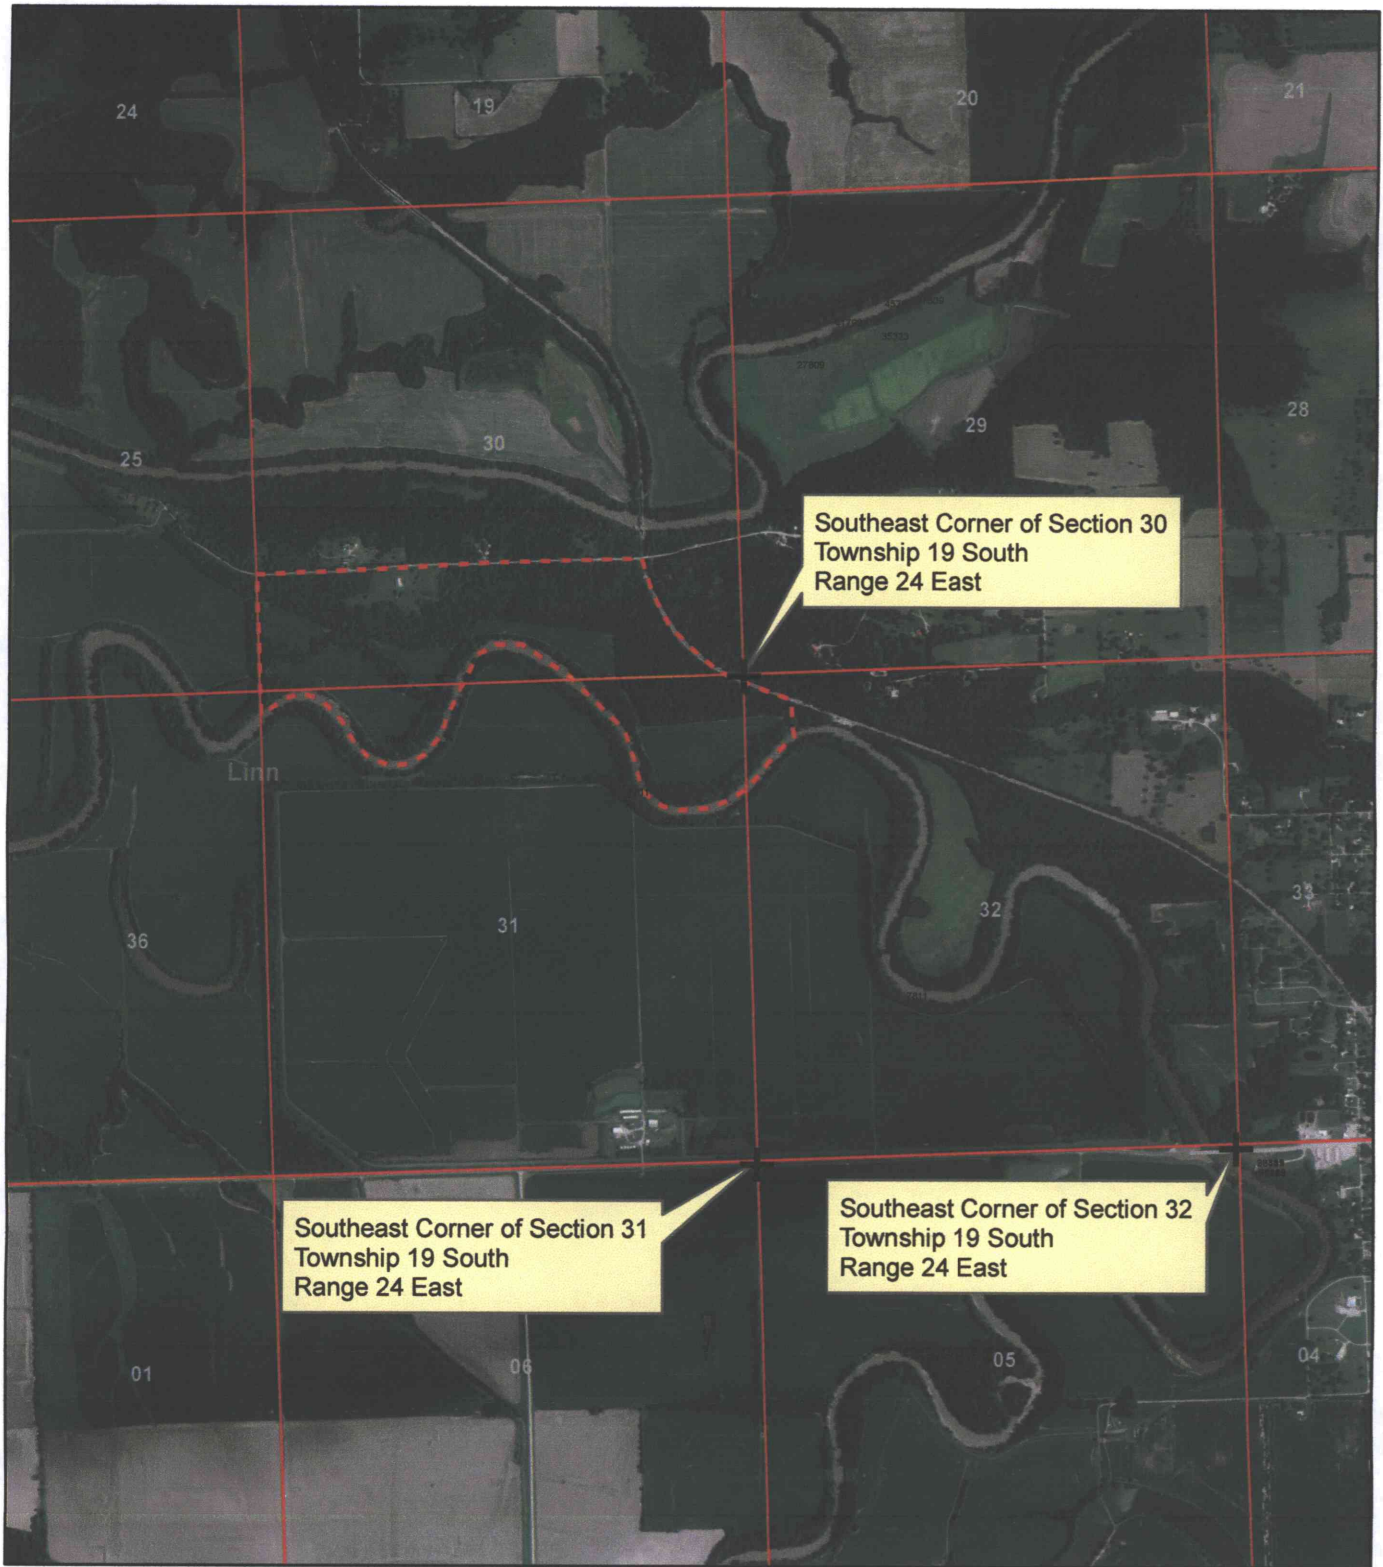 24
19
20
21
25
30
29
28
Southeast Corner of Section 30
Township 19 South
Range 24 East
Linn
36
31
32
33
Southeast Corner of Section 31
Township 19 South
Range 24 East
Southeast Corner of Section 32
Township 19 South
Range 24 East
01
06
05
04